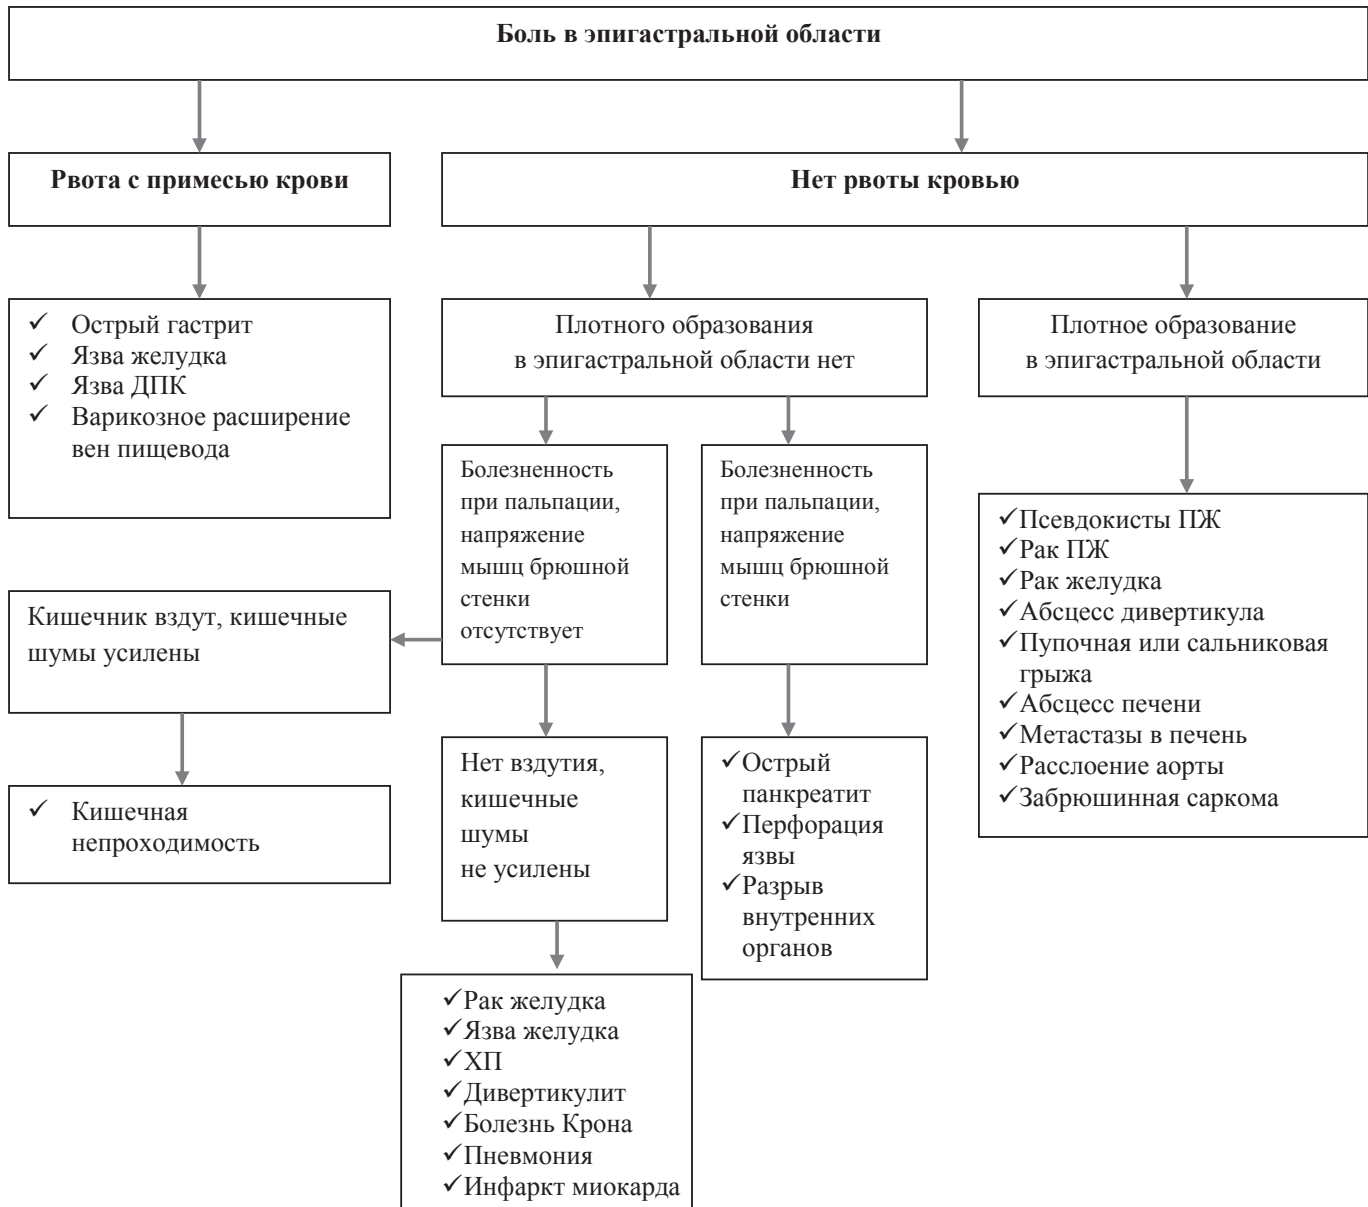 Боль в эпигастральной области
Рвота с примесью крови
Нет рвоты кровью
✓ Острый гастрит
✓ Язва желудка
✓ Язва ДПК
✓ Варикозное расширение
вен пищевода
Плотного образования
в эпигастральной области нет
Плотное образование
в эпигастральной области
Болезненность
при пальпации,
напряжение
мышц брюшной
стенки
отсутствует
Болезненность
при пальпации,
напряжение
мышц брюшной
стенки
✓Псевдокисты ПЖ
✓Рак ПЖ
✓Рак желудка
✓Абсцесс дивертикула
✓Пупочная или сальниковая
грыжа
✓Абсцесс печени
✓Метастазы в печень
✓Расслоение аорты
✓Забрюшинная саркома
Кишечник вздут, кишечные
шумы усилены
✓ Кишечная
непроходимость
Нет вздутия,
кишечные
шумы
не усилены
✓Острый
панкреатит
✓Перфорация
язвы
✓Разрыв
внутренних
органов
✓Рак желудка
✓Язва желудка
✓ХП
✓Дивертикулит
✓Болезнь Крона
✓Пневмония
✓Инфаркт миокарда